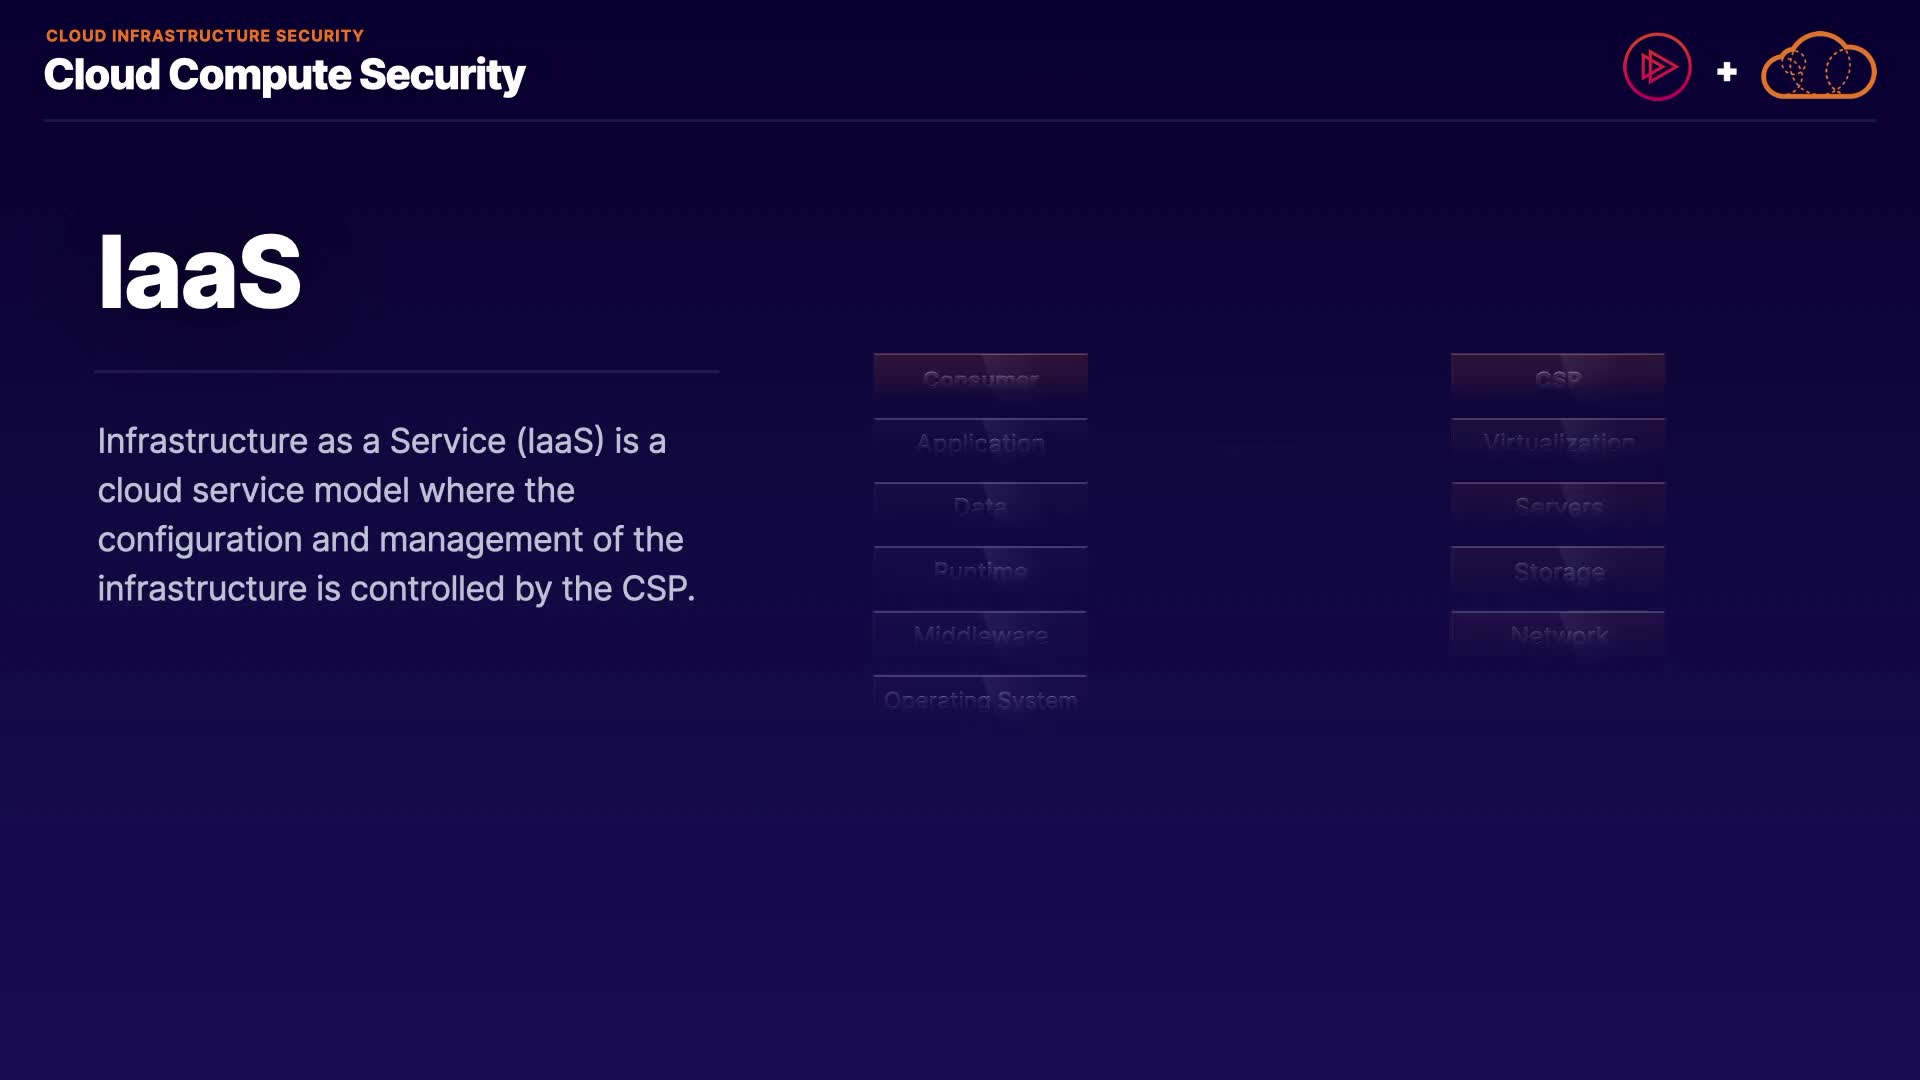 CLOUD INFRASTRUCTURE SECURITY
Cloud Compute Security
IaaS
Infrastructure as a Service (IaaS) is a
cloud service model where the
configuration and management of the
infrastructure is controlled by the CSP.
Consumer
Application
Data
Runtime
Middleware
Operating System
CSP
Virtualization
Servers
Storage
Network